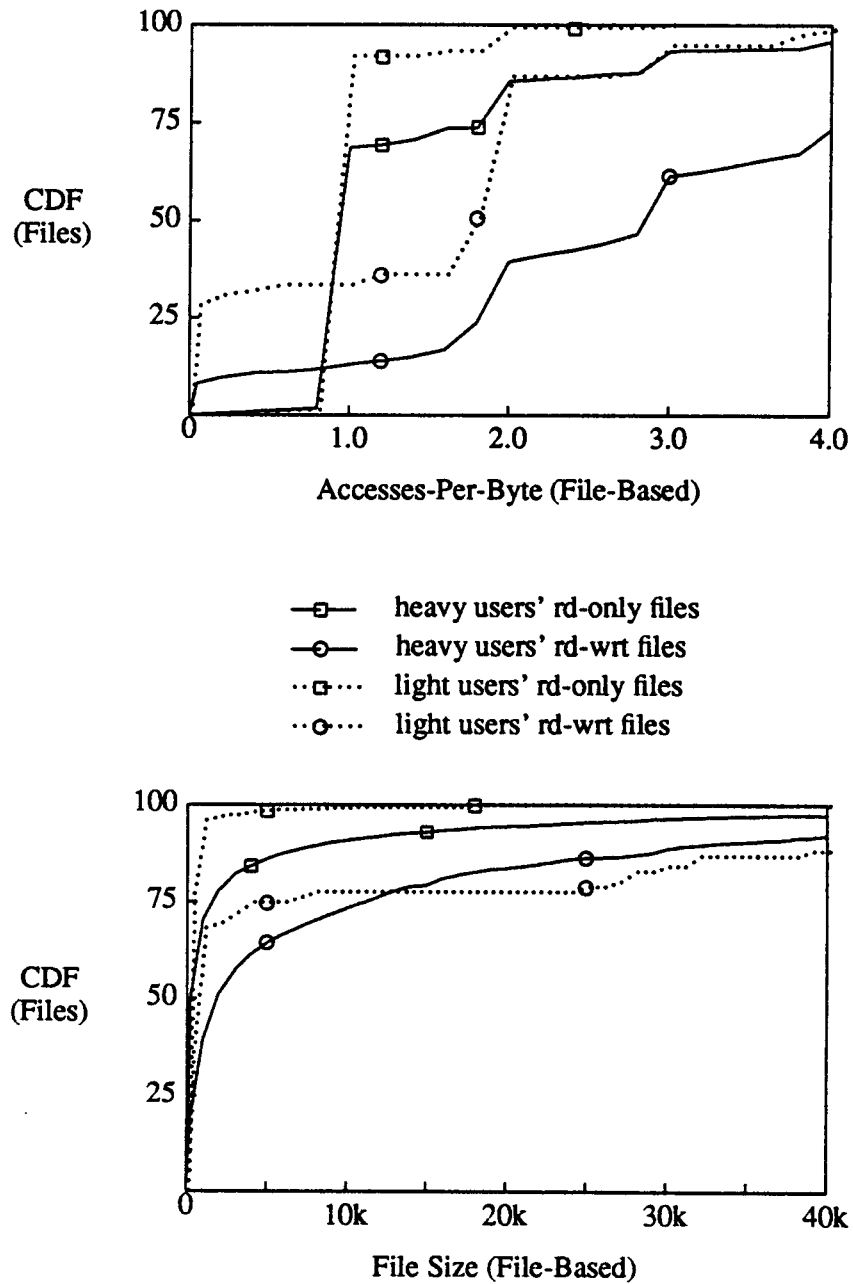 100
75
CDF
(Files)
50
25
0
1.0
2.0
3.0
4.0
Accesses-Per-Byte (File-Based)
heavy users' rd-only files
heavy users' rd-wrt files
light users' rd-only files
light users' rd-wrt files
100
75
CDF
(Files)
50
25
0
10k
20k
30k
40k
File Size (File-Based)